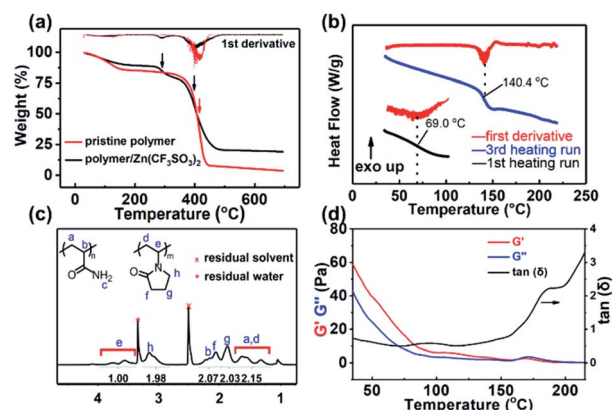 (a)
1st derivative
100
75
50
25
0
Weight (%)
pristine polymer
polymer/Zn(CF3SO3)2
0 200 400 600 800
Temperature (°C)
(b)
Heat Flow (W/g)
140.4 °C
69.0 °C
exo up
first derivative
3rd heating run
1st heating run
0 50 100 150 200 250
Temperature (°C)
(c)
a
b
n
O
NH2
c
d
e
m
O
N
h
f
g
x residual solvent
* residual water
e
h
b
f
g
a,d
1.00
1.98
2.07
2.03
2.15
4 3 2 1
(d)
G'
G''
tan (δ)
80
60
40
20
0
G' G'' (Pa)
4
3
2
1
0
tan (δ)
50 100 150 200
Temperature (°C)